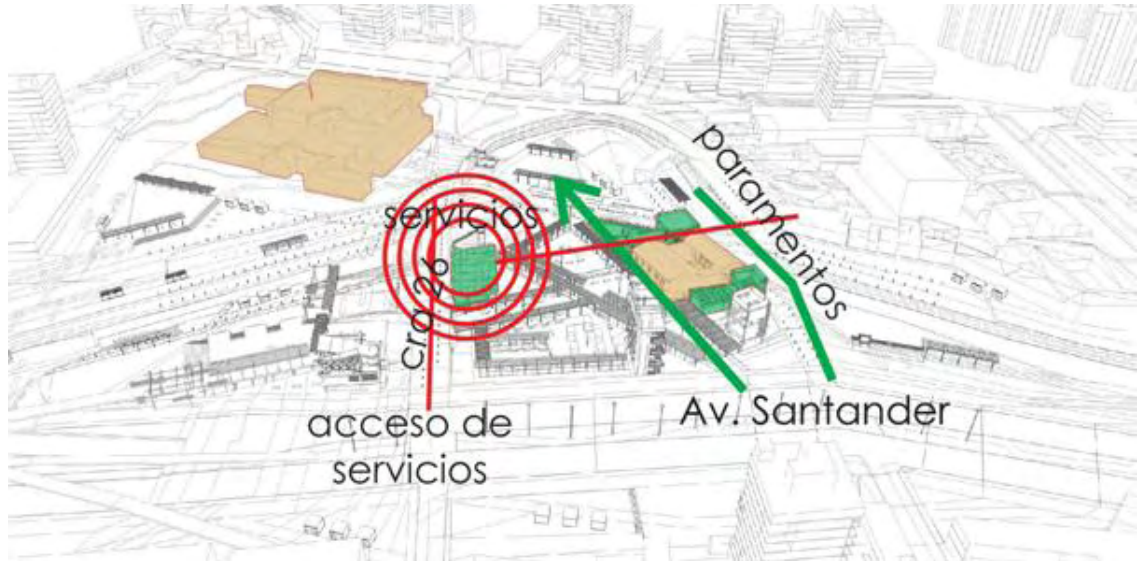 paramentos
servicios
cra 26
Av. Santander
acceso de
servicios